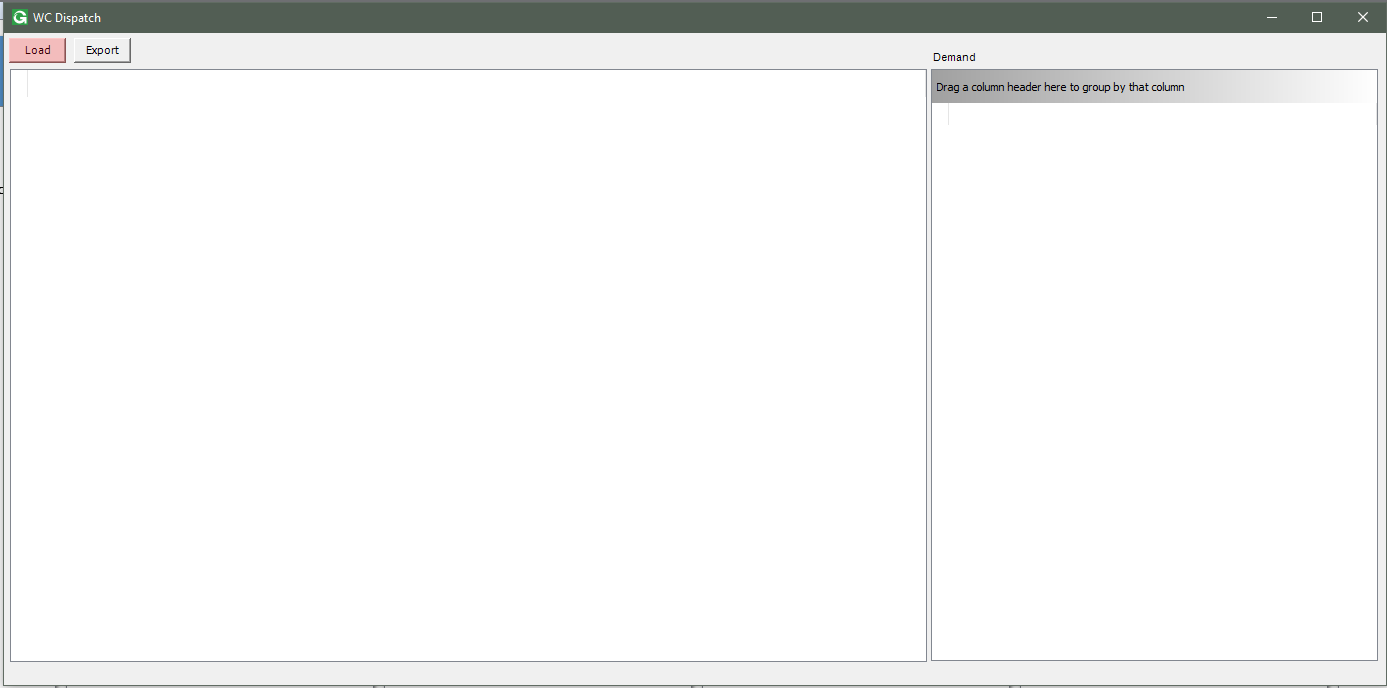 WC Dispatch
Load Export
Demand
Drag a column header here to group by that column